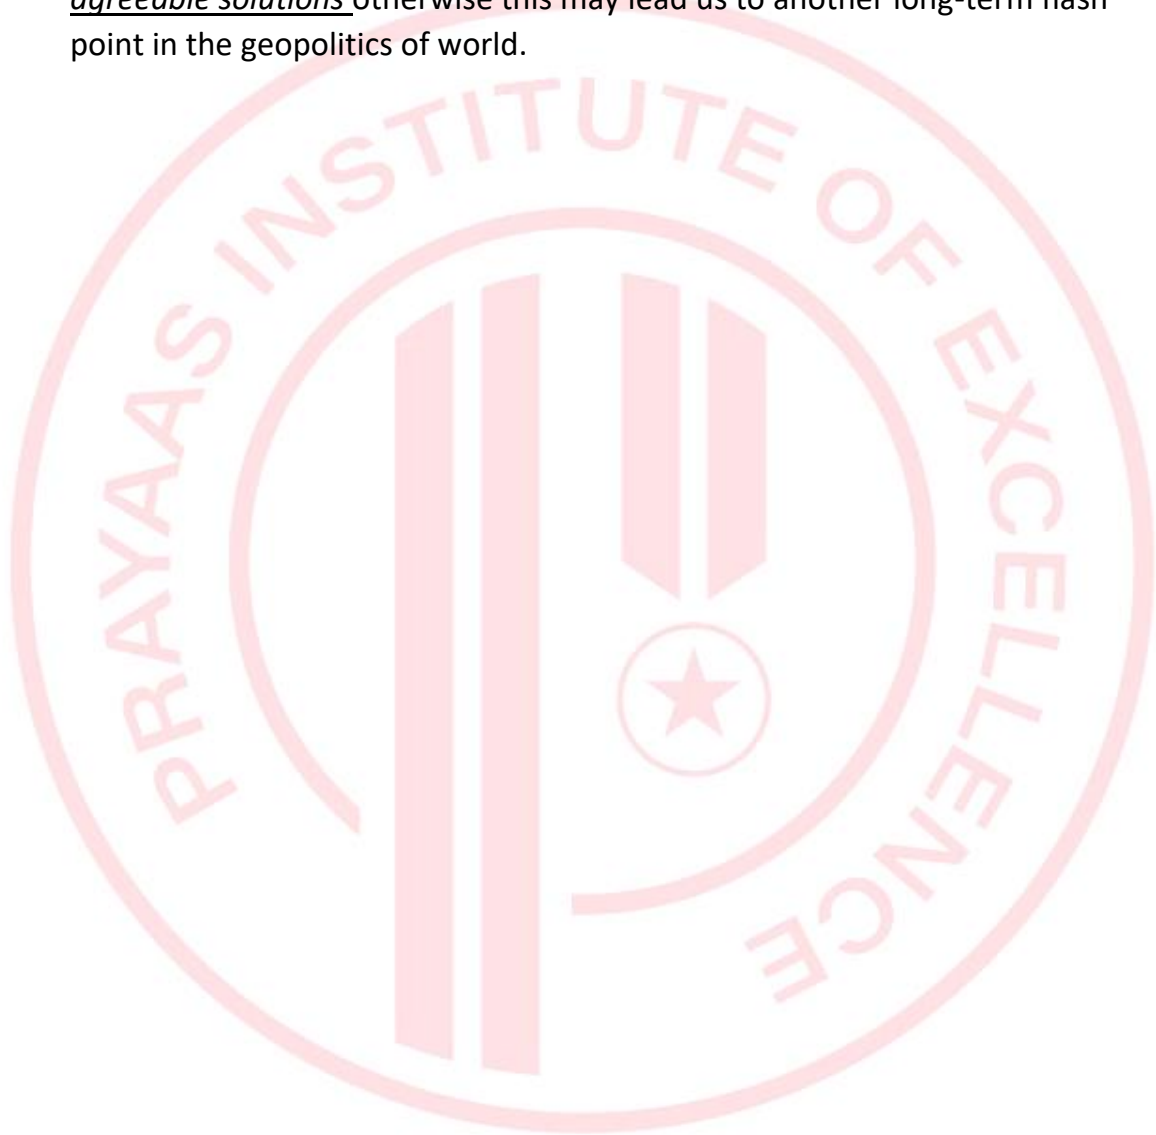 agreeable solutions otherwise this may lead us to another long-term flash
point in the geopolitics of world.
PRAYAAS INSTITUTE OF EXCELLENCE